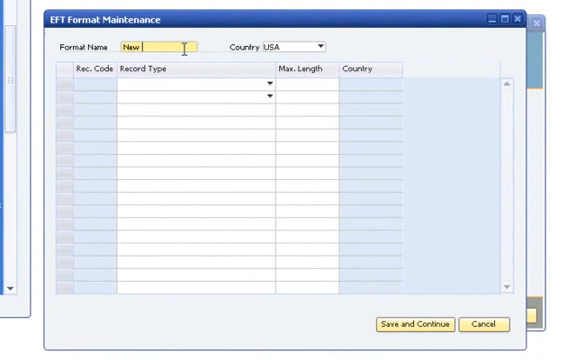 EFT Format Maintenance
Format Name New Country USA
Rec. Code Record Type Max. Length Country
Save and Continue Cancel